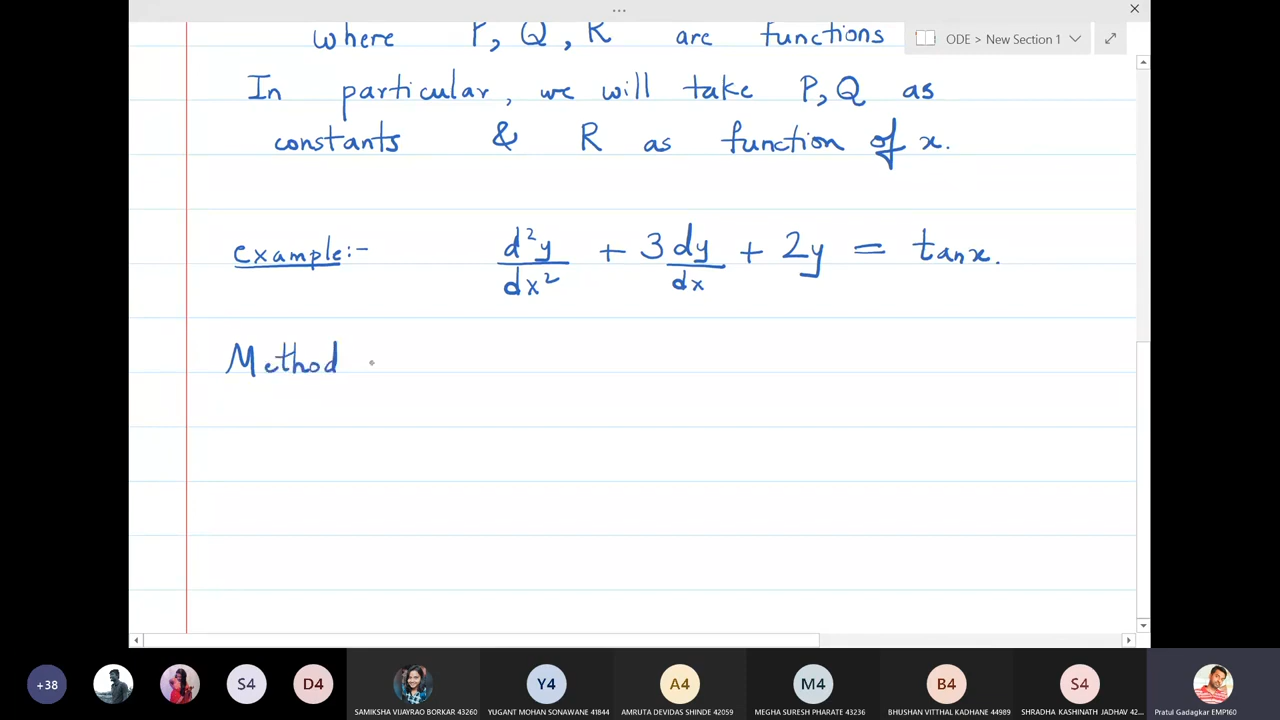 where P, Q, R are functions
ODE > New Section 1
In particular, we will take P, Q as
constants & R as function of x.
example:- d²y/dx² + 3 dy/dx + 2y = tanx.
Method
+38
S4
D4
Y4
A4
M4
B4
S4
SAMIKSHA VIJAYRAO BORKAR 43260
YUGANT MOHAN SONAWANE 41844
AMRUTA DEVIDAS SHINDE 42059
MEGHA SURESH PHARATE 43236
BHUSHAN VITTHAL KADHANE 44989
SHRADHA KASHINATH JADHAV 42...
Pratul Gadagkar EMP160